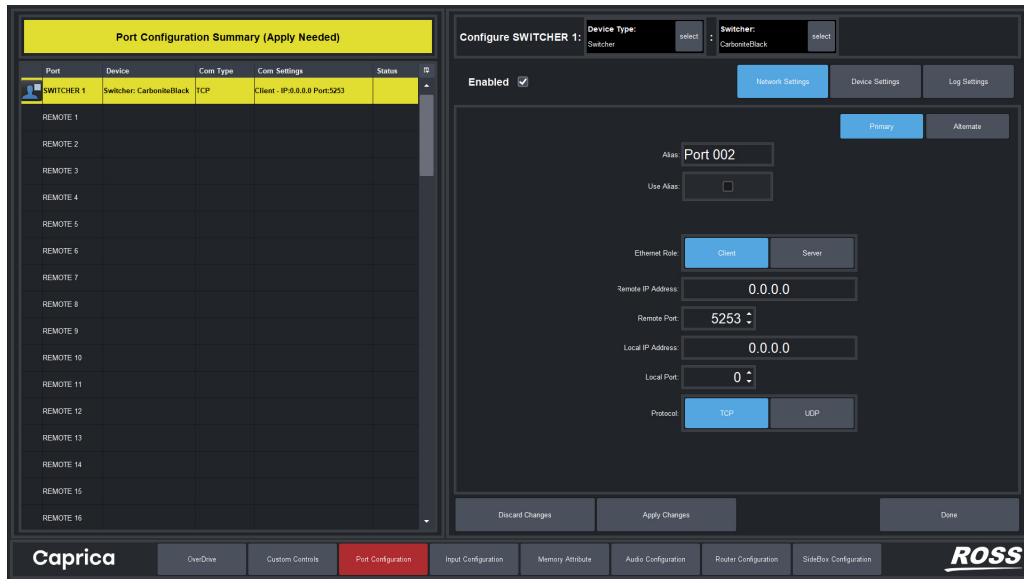 Port Configuration Summary (Apply Needed)
Port Device Com Type Com Settings Status
SWITCHER 1 Switcher: CarboniteBlack TCP Client - IP:0.0.0.0 Port:5253
REMOTE 1
REMOTE 2
REMOTE 3
REMOTE 4
REMOTE 5
REMOTE 6
REMOTE 7
REMOTE 8
REMOTE 9
REMOTE 10
REMOTE 11
REMOTE 12
REMOTE 13
REMOTE 14
REMOTE 15
REMOTE 16
Configure SWITCHER 1: Device Type: Switcher select : Switcher: CarboniteBlack select
Enabled Network Settings Device Settings Log Settings
Primary Alternate
Alias: Port 002
Use Alias:
Ethernet Role: Client Server
Remote IP Address: 0.0.0.0
Remote Port: 5253
Local IP Address: 0.0.0.0
Local Port: 0
Protocol: TCP UDP
Discard Changes Apply Changes Done
Caprica OverDrive Custom Controls Port Configuration Input Configuration Memory Attribute Audio Configuration Router Configuration SideBox Configuration ROSS